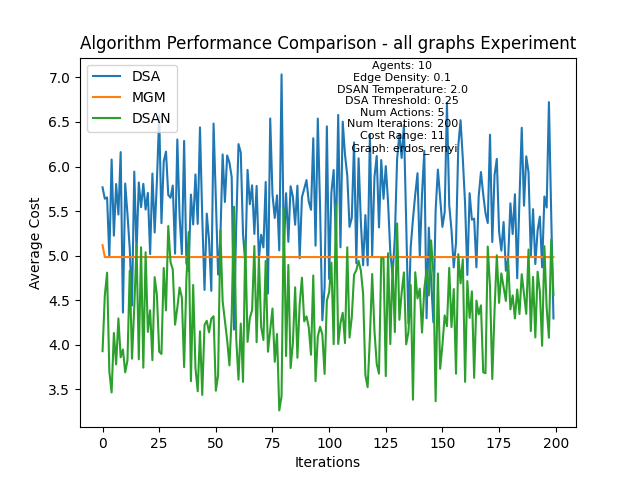 Algorithm Performance Comparison - all graphs Experiment
DSA
MGM
DSAN
Agents: 10
Edge Density: 0.1
DSAN Temperature: 2.0
DSA Threshold: 0.25
Num Actions: 5
Num Iterations: 200
Cost Range: 11
Graph: erdos_renyi
Average Cost
7.0
6.5
6.0
5.5
5.0
4.5
4.0
3.5
0 25 50 75 100 125 150 175 200
Iterations